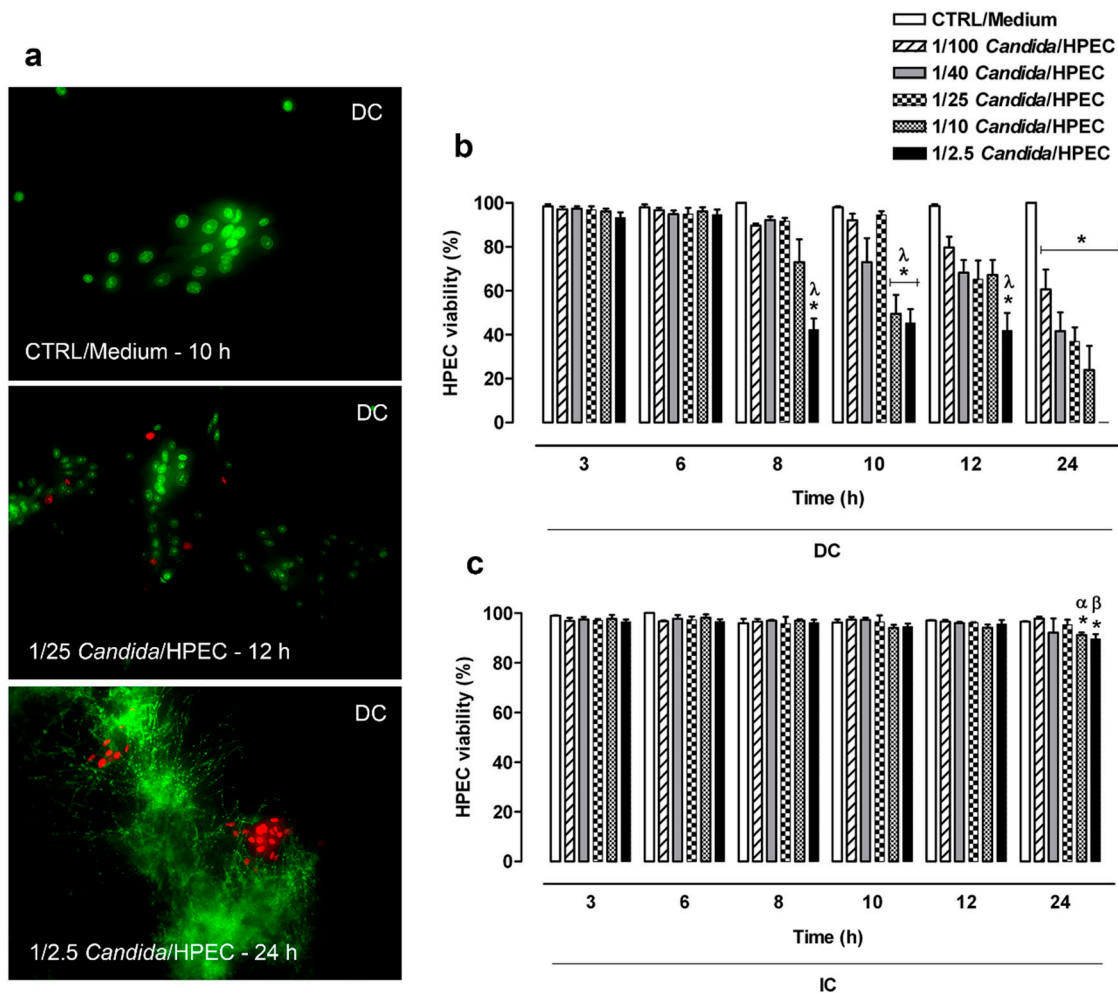 a
DC
CTRL/Medium - 10 h
DC
1/25 Candida/HPEC - 12 h
DC
1/2.5 Candida/HPEC - 24 h
CTRL/Medium
1/100 Candida/HPEC
1/40 Candida/HPEC
1/25 Candida/HPEC
1/10 Candida/HPEC
1/2.5 Candida/HPEC
b
HPEC viability (%)
100
80
60
40
20
0
λ
*
λ
*
λ
*
*
3 6 8 10 12 24
Time (h)
DC
c
HPEC viability (%)
100
80
60
40
20
0
α β
* *
3 6 8 10 12 24
Time (h)
IC